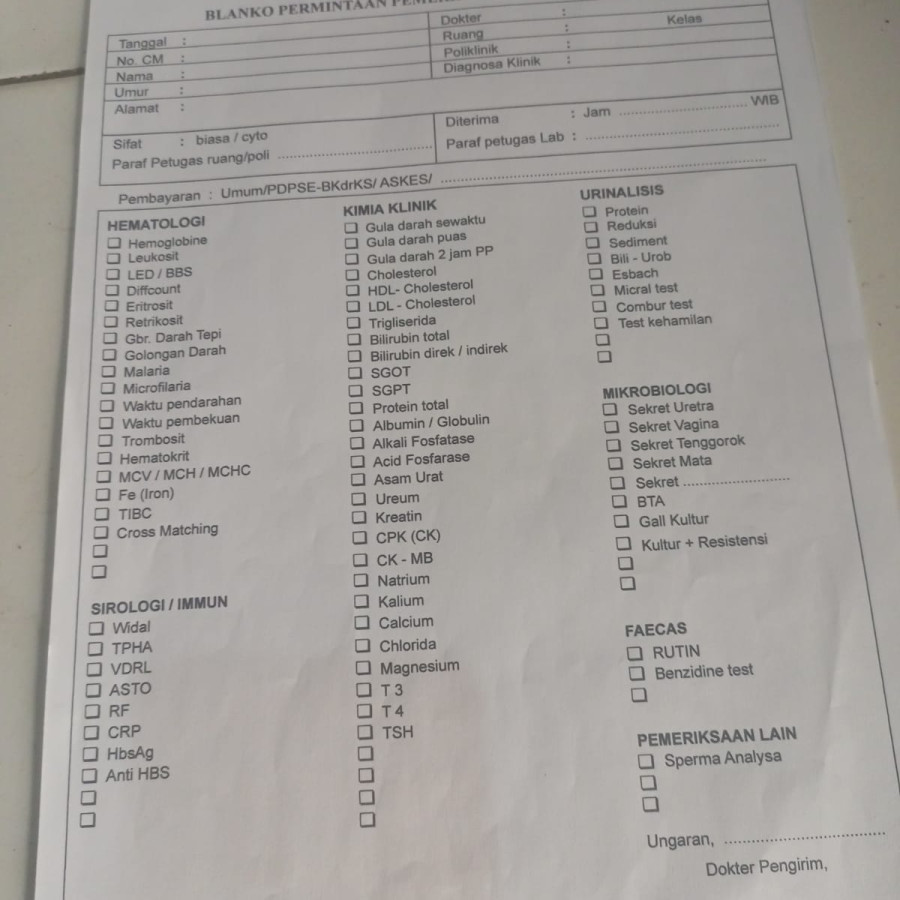 BLANKO PERMINTAAN
Tanggal :
No. CM :
Nama :
Umur :
Alamat :
Dokter :
Ruang : Kelas
Poliklinik :
Diagnosa Klinik :
Sifat : biasa / cyto
Paraf Petugas ruang/poli ..............................
Diterima : Jam .............................. WIB
Paraf petugas Lab : ..............................
Pembayaran : Umum/PDPSE-BKdrKS/ ASKES/ ..............................
HEMATOLOGI
Hemoglobine
Leukosit
LED / BBS
Diffcount
Eritrosit
Retrikosit
Gbr. Darah Tepi
Golongan Darah
Malaria
Microfilaria
Waktu pendarahan
Waktu pembekuan
Trombosit
Hematokrit
MCV / MCH / MCHC
Fe (Iron)
TIBC
Cross Matching
SIROLOGI / IMMUN
Widal
TPHA
VDRL
ASTO
RF
CRP
HbsAg
Anti HBS
KIMIA KLINIK
Gula darah sewaktu
Gula darah puas
Gula darah 2 jam PP
Cholesterol
HDL- Cholesterol
LDL - Cholesterol
Trigliserida
Bilirubin total
Bilirubin direk / indirek
SGOT
SGPT
Protein total
Albumin / Globulin
Alkali Fosfatase
Acid Fosfarase
Asam Urat
Ureum
Kreatin
CPK (CK)
CK - MB
Natrium
Kalium
Calcium
Chlorida
Magnesium
T 3
T 4
TSH
URINALISIS
Protein
Reduksi
Sediment
Bili - Urob
Esbach
Micral test
Combur test
Test kehamilan
MIKROBIOLOGI
Sekret Uretra
Sekret Vagina
Sekret Tenggorok
Sekret Mata
Sekret ..............................
BTA
Gall Kultur
Kultur + Resistensi
FAECAS
RUTIN
Benzidine test
PEMERIKSAAN LAIN
Sperma Analysa
Ungaran, ..............................
Dokter Pengirim,